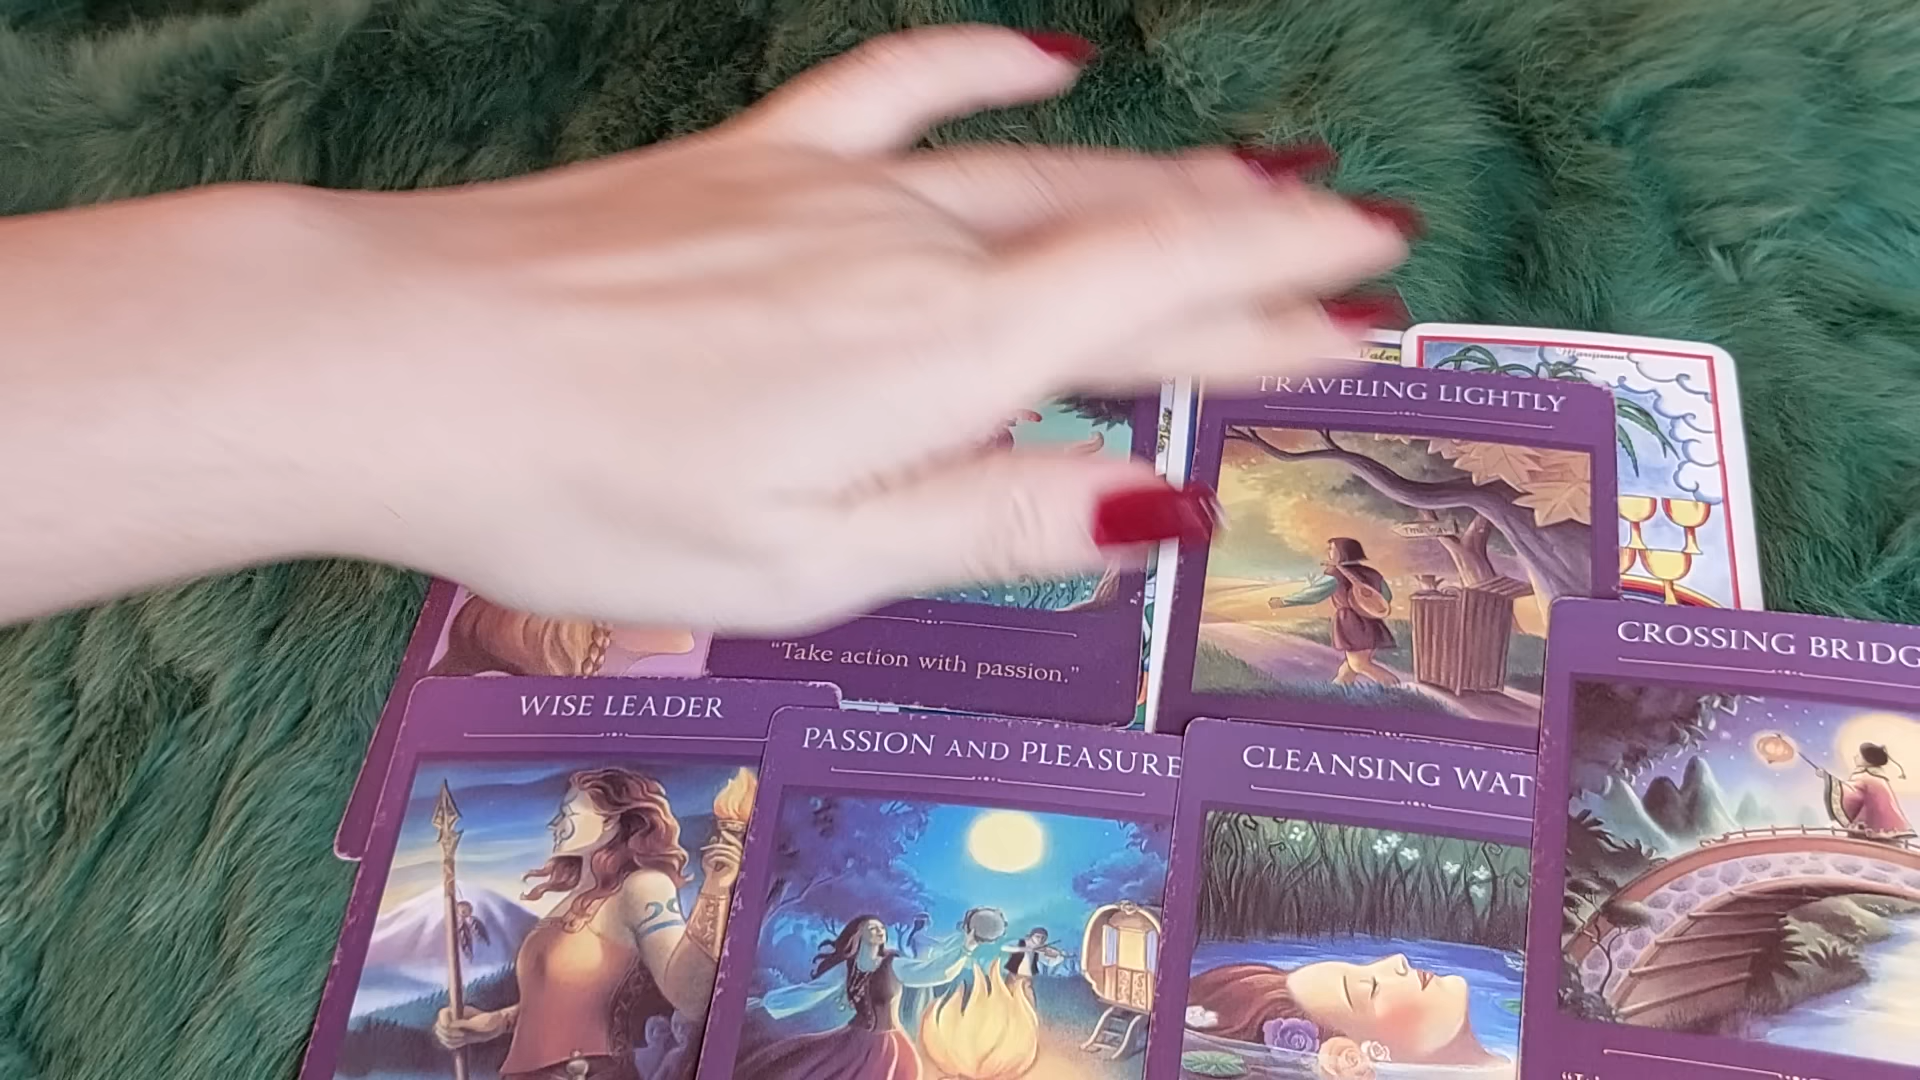 TRAVELING LIGHTLY
CROSSING BRIDG
"Take action with passion."
WISE LEADER
PASSION AND PLEASURE
CLEANSING WAT